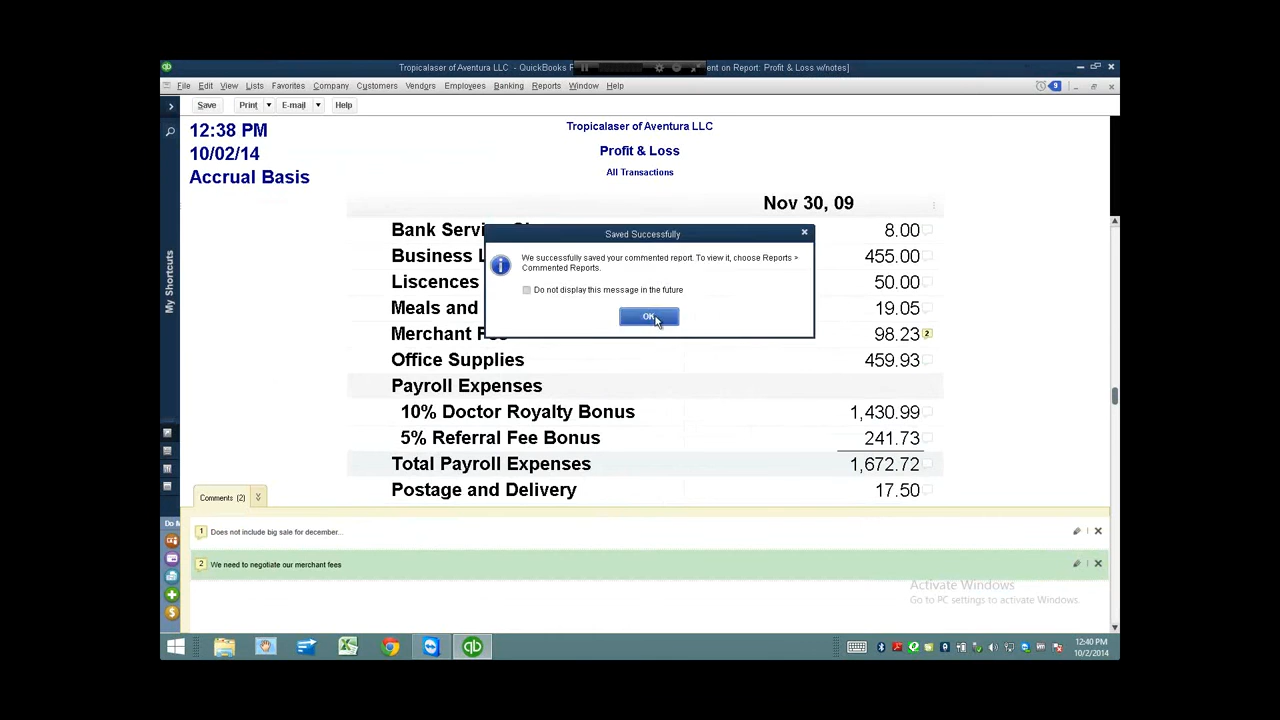 Tropicalaser of Aventura LLC - QuickBooks
ent on Report: Profit & Loss w/notes]
File Edit View Lists Favorites Company Customers Vendors Employees Banking Reports Window Help
9
Save Print E-mail Help
12:38 PM
10/02/14
Accrual Basis
Tropicalaser of Aventura LLC
Profit & Loss
All Transactions
Nov 30, 09
Bank Servi 8.00
Business L 455.00
Liscences 50.00
Meals and 19.05
Merchant Fe 98.23 2
Office Supplies 459.93
Payroll Expenses
10% Doctor Royalty Bonus 1,430.99
5% Referral Fee Bonus 241.73
Total Payroll Expenses 1,672.72
Postage and Delivery 17.50
Saved Successfully
We successfully saved your commented report. To view it, choose Reports >
Commented Reports.
Do not display this message in the future
OK
My Shortcuts
Do M
Comments (2)
1 Does not include big sale for december...
2 We need to negotiate our merchant fees
Activate Windows
Go to PC settings to activate Windows.
12:40 PM
10/2/2014